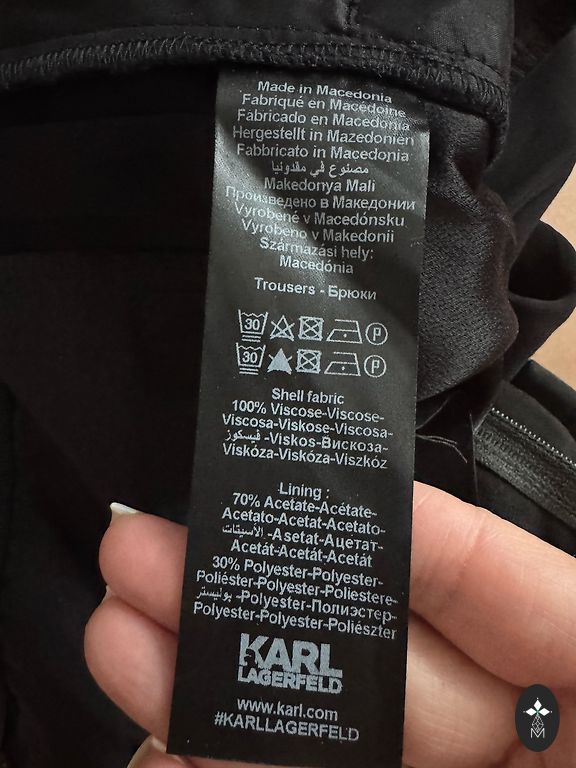 Made in Macedonia
Fabriqué en Macédoine
Fabricado en Macedonia
Hergestellt in Mazedonien
Fabbricato in Macedonia
مصنوع في مقدونيا
Makedonya Mali
Произведено в Македонии
Vyrobené v Macedónsku
Vyrobeno v Makedonii
Származási hely:
Macedónia
Trousers - Брюки
30 P
30 P
Shell fabric
100% Viscose-Viscose-
Viscosa-Viskose-Viscosa-
فيسكوز -Viskos-Вискоза-
Viskóza-Viskóza-Viszkóz
Lining :
70% Acetate-Acétate-
Acetato-Acetat-Acetato-
الأسيتات -Asetat-Ацетат-
Acetát-Acetát-Acetát
30% Polyester-Polyester-
Poliéster-Polyester-Poliestere-
بوليستر -Polyester-Полиэстер-
Polyester-Polyester-Poliészter
KARL
LAGERFELD
www.karl.com
#KARLLAGERFELD
M